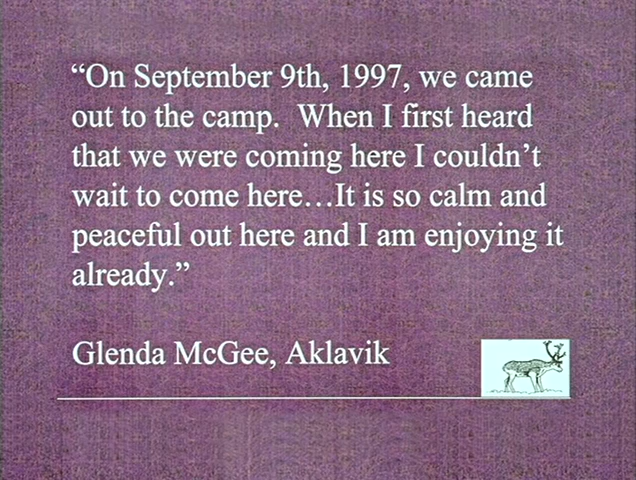 “On September 9th, 1997, we came
out to the camp.  When I first heard
that we were coming here I couldn’t
wait to come here…It is so calm and
peaceful out here and I am enjoying it
already.”
Glenda McGee, Aklavik